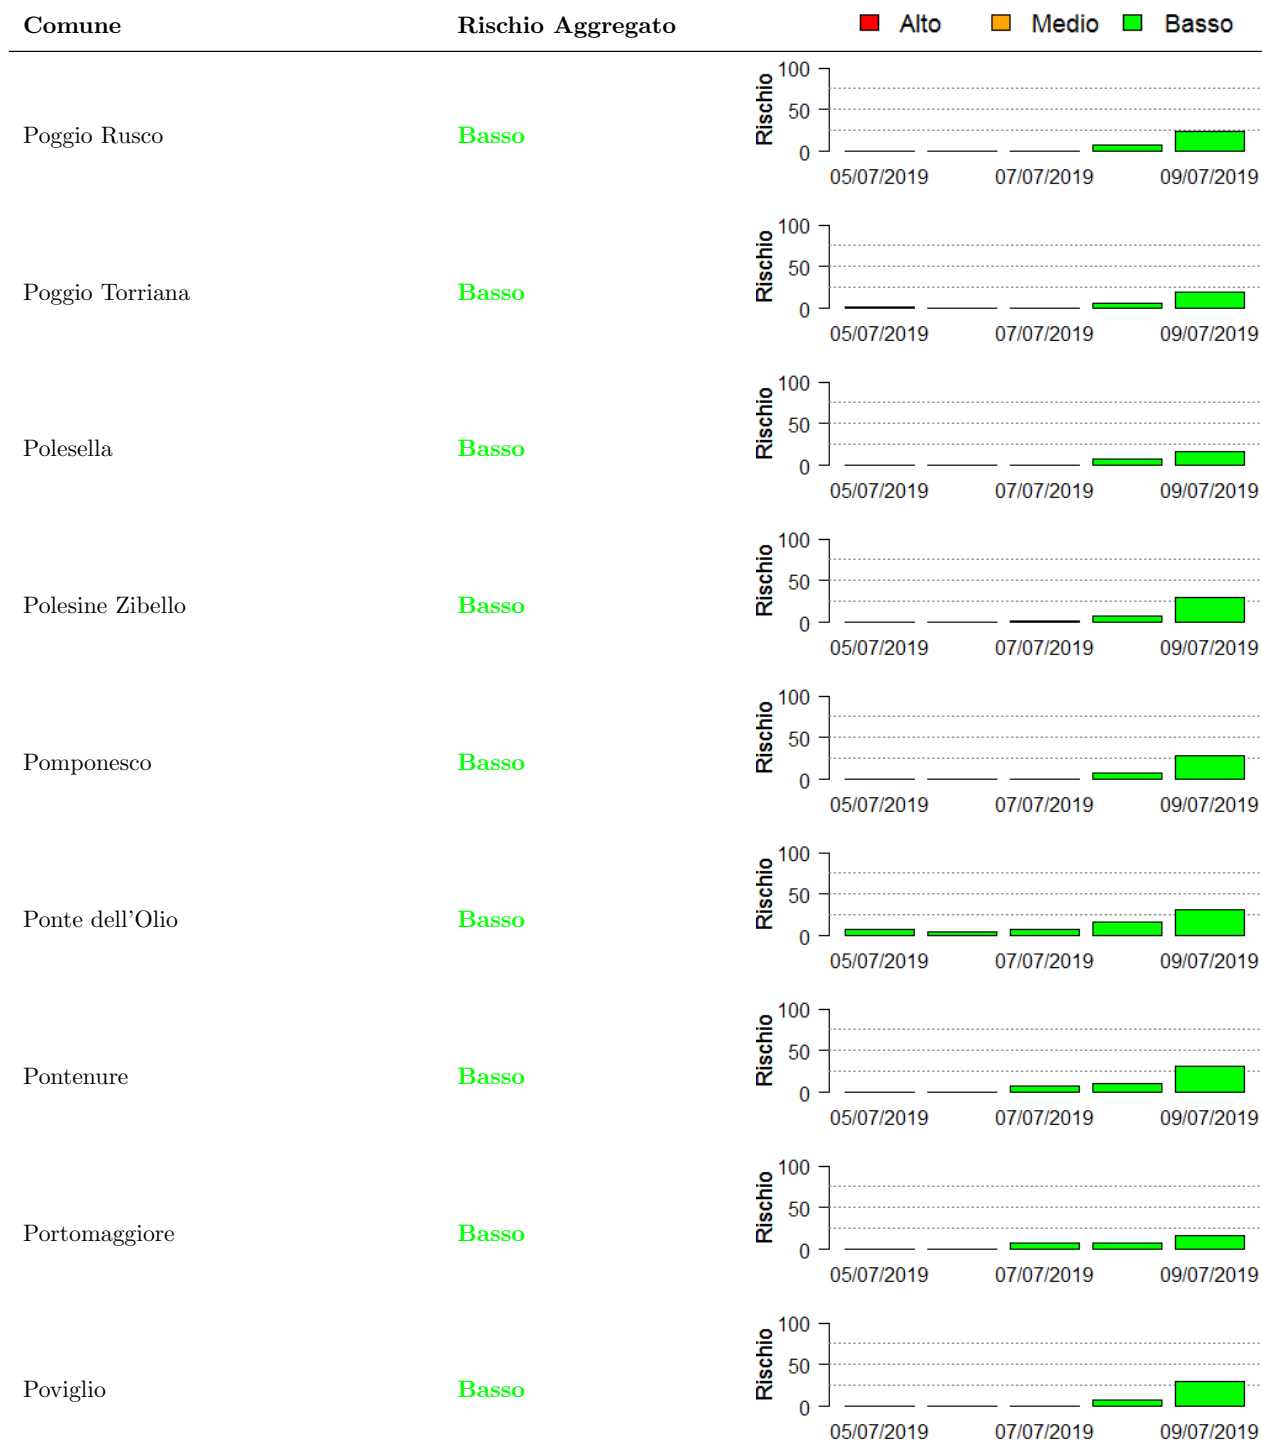 Comune Rischio Aggregato Alto Medio Basso
100
50
0
Rischio
Poggio Rusco Basso
05/07/2019 07/07/2019 09/07/2019
100
50
0
Rischio
Poggio Torriana Basso
05/07/2019 07/07/2019 09/07/2019
100
50
0
Rischio
Polesella Basso
05/07/2019 07/07/2019 09/07/2019
100
50
0
Rischio
Polesine Zibello Basso
05/07/2019 07/07/2019 09/07/2019
100
50
0
Rischio
Pomponesco Basso
05/07/2019 07/07/2019 09/07/2019
100
50
0
Rischio
Ponte dell'Olio Basso
05/07/2019 07/07/2019 09/07/2019
100
50
0
Rischio
Pontenure Basso
05/07/2019 07/07/2019 09/07/2019
100
50
0
Rischio
Portomaggiore Basso
05/07/2019 07/07/2019 09/07/2019
100
50
0
Rischio
Poviglio Basso
05/07/2019 07/07/2019 09/07/2019